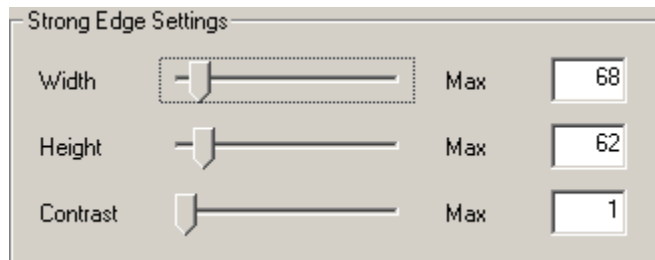 Strong Edge Settings
Width Max 68
Height Max 62
Contrast Max 1